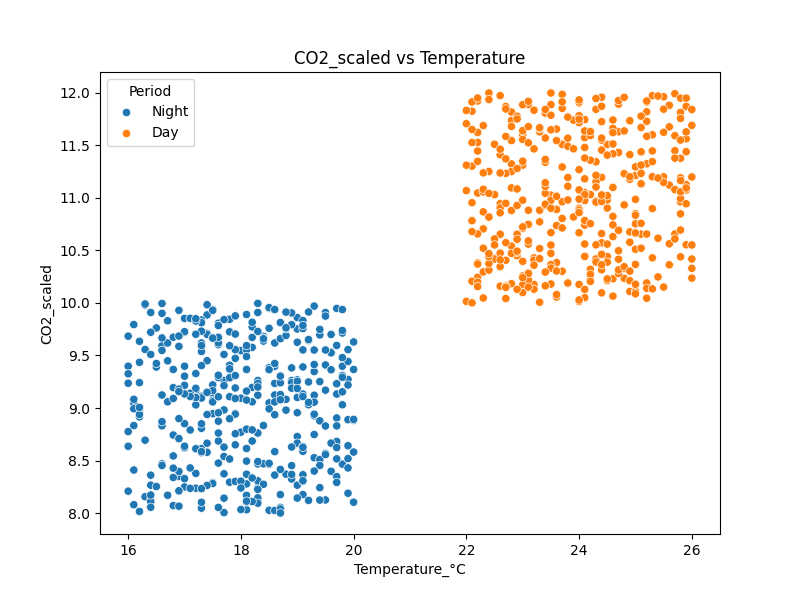 CO2_scaled vs Temperature
Period
Night
Day
CO2_scaled
12.0
11.5
11.0
10.5
10.0
9.5
9.0
8.5
8.0
16 18 20 22 24 26
Temperature_°C